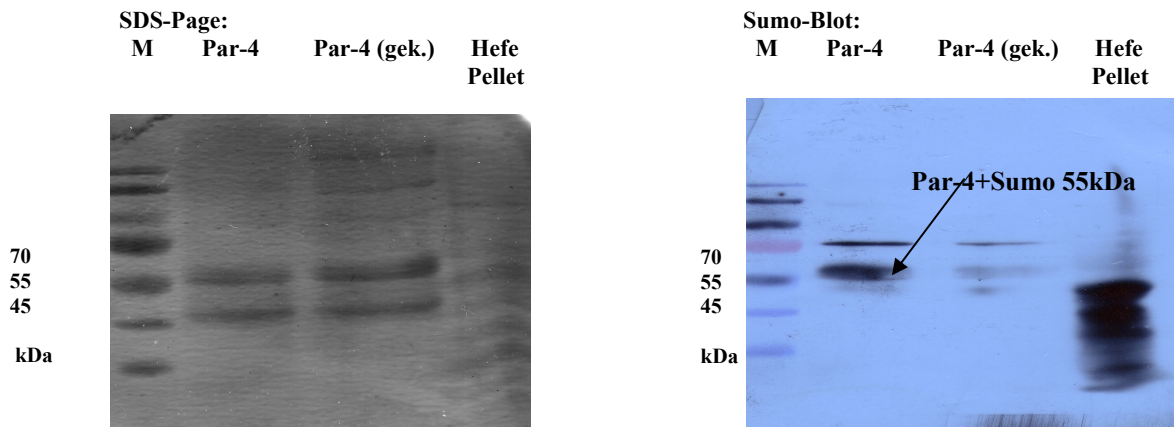 SDS-Page:
M Par-4 Par-4 (gek.) Hefe
Pellet
70
55
45
kDa
Sumo-Blot:
M Par-4 Par-4 (gek.) Hefe
Pellet
Par-4+Sumo 55kDa
70
55
45
kDa